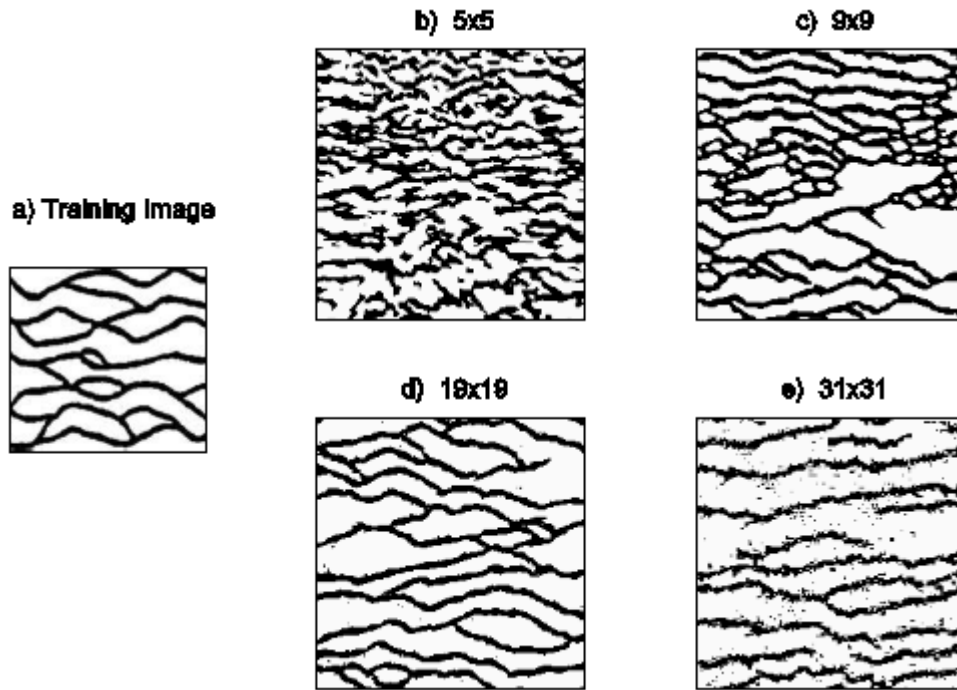 b) 5x5
c) 9x9
a) Training Image
d) 19x19
e) 31x31